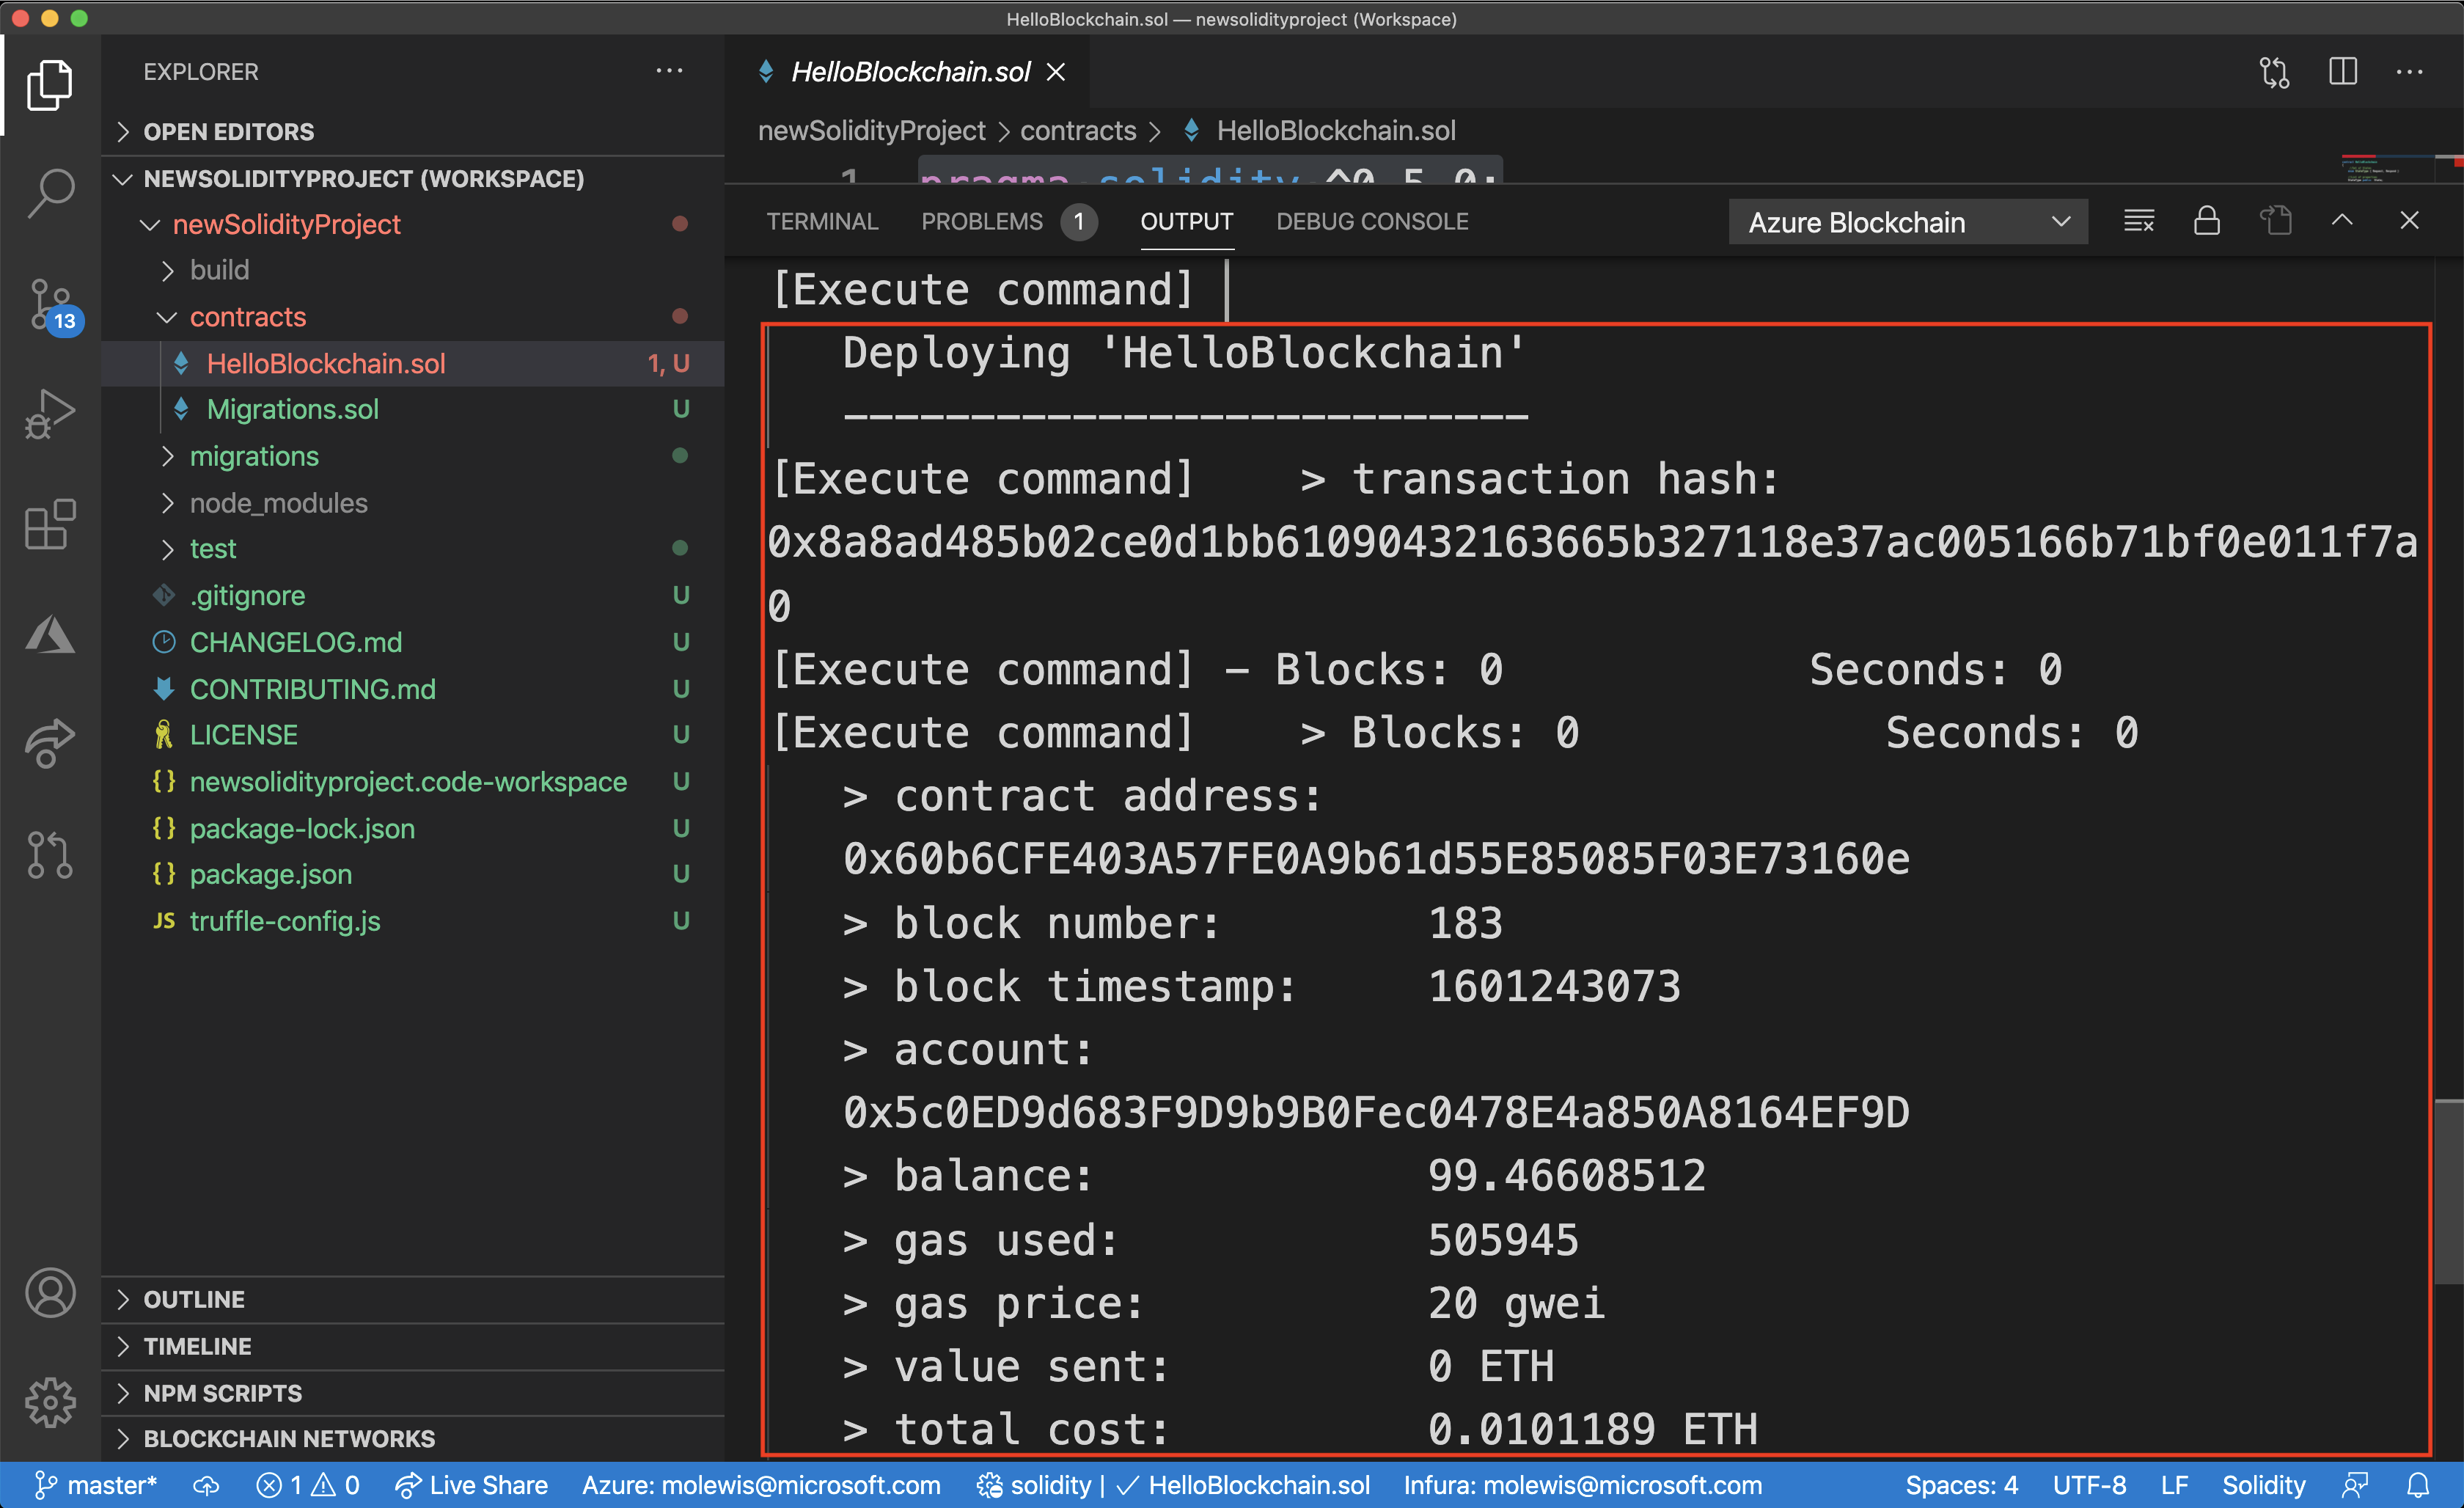 HelloBlockchain.sol — newsolidityproject (Workspace)
EXPLORER
OPEN EDITORS
NEWSOLIDITYPROJECT (WORKSPACE)
newSolidityProject
build
contracts
HelloBlockchain.sol 1, U
Migrations.sol U
migrations
node_modules
test
.gitignore U
CHANGELOG.md U
CONTRIBUTING.md U
LICENSE U
newsolidityproject.code-workspace U
package-lock.json U
package.json U
JS truffle-config.js U
OUTLINE
TIMELINE
NPM SCRIPTS
BLOCKCHAIN NETWORKS
13
HelloBlockchain.sol
newSolidityProject > contracts > HelloBlockchain.sol
1 pragma solidity ^0.5.0;
TERMINAL PROBLEMS 1 OUTPUT DEBUG CONSOLE Azure Blockchain
[Execute command]
Deploying 'HelloBlockchain'
---------------------------
[Execute command] > transaction hash:
0x8a8ad485b02ce0d1bb61090432163665b327118e37ac005166b71bf0e011f7a
0
[Execute command] - Blocks: 0 Seconds: 0
[Execute command] > Blocks: 0 Seconds: 0
> contract address:
0x60b6CFE403A57FE0A9b61d55E85085F03E73160e
> block number: 183
> block timestamp: 1601243073
> account:
0x5c0ED9d683F9D9b9B0Fec0478E4a850A8164EF9D
> balance: 99.46608512
> gas used: 505945
> gas price: 20 gwei
> value sent: 0 ETH
> total cost: 0.0101189 ETH
master* 1 0 Live Share Azure: molewis@microsoft.com solidity | ✓ HelloBlockchain.sol Infura: molewis@microsoft.com Spaces: 4 UTF-8 LF Solidity